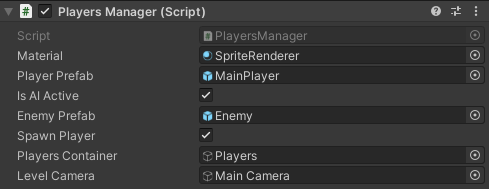 Players Manager (Script)
Script PlayersManager
Material SpriteRenderer
Player Prefab MainPlayer
Is AI Active
Enemy Prefab Enemy
Spawn Player
Players Container Players
Level Camera Main Camera